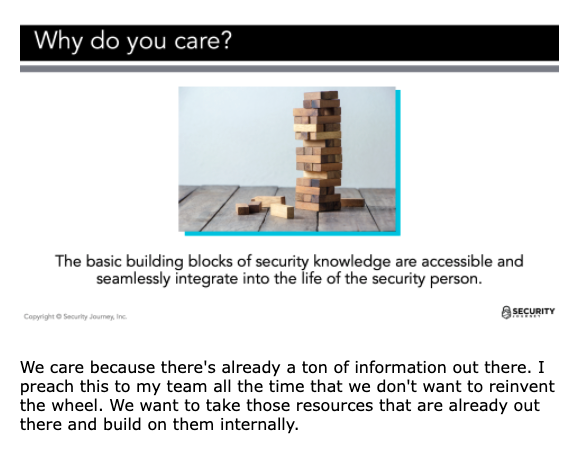 Why do you care?
The basic building blocks of security knowledge are accessible and
seamlessly integrate into the life of the security person.
Copyright © Security Journey, Inc.
SECURITY
JOURNEY
We care because there's already a ton of information out there. I
preach this to my team all the time that we don't want to reinvent
the wheel. We want to take those resources that are already out
there and build on them internally.